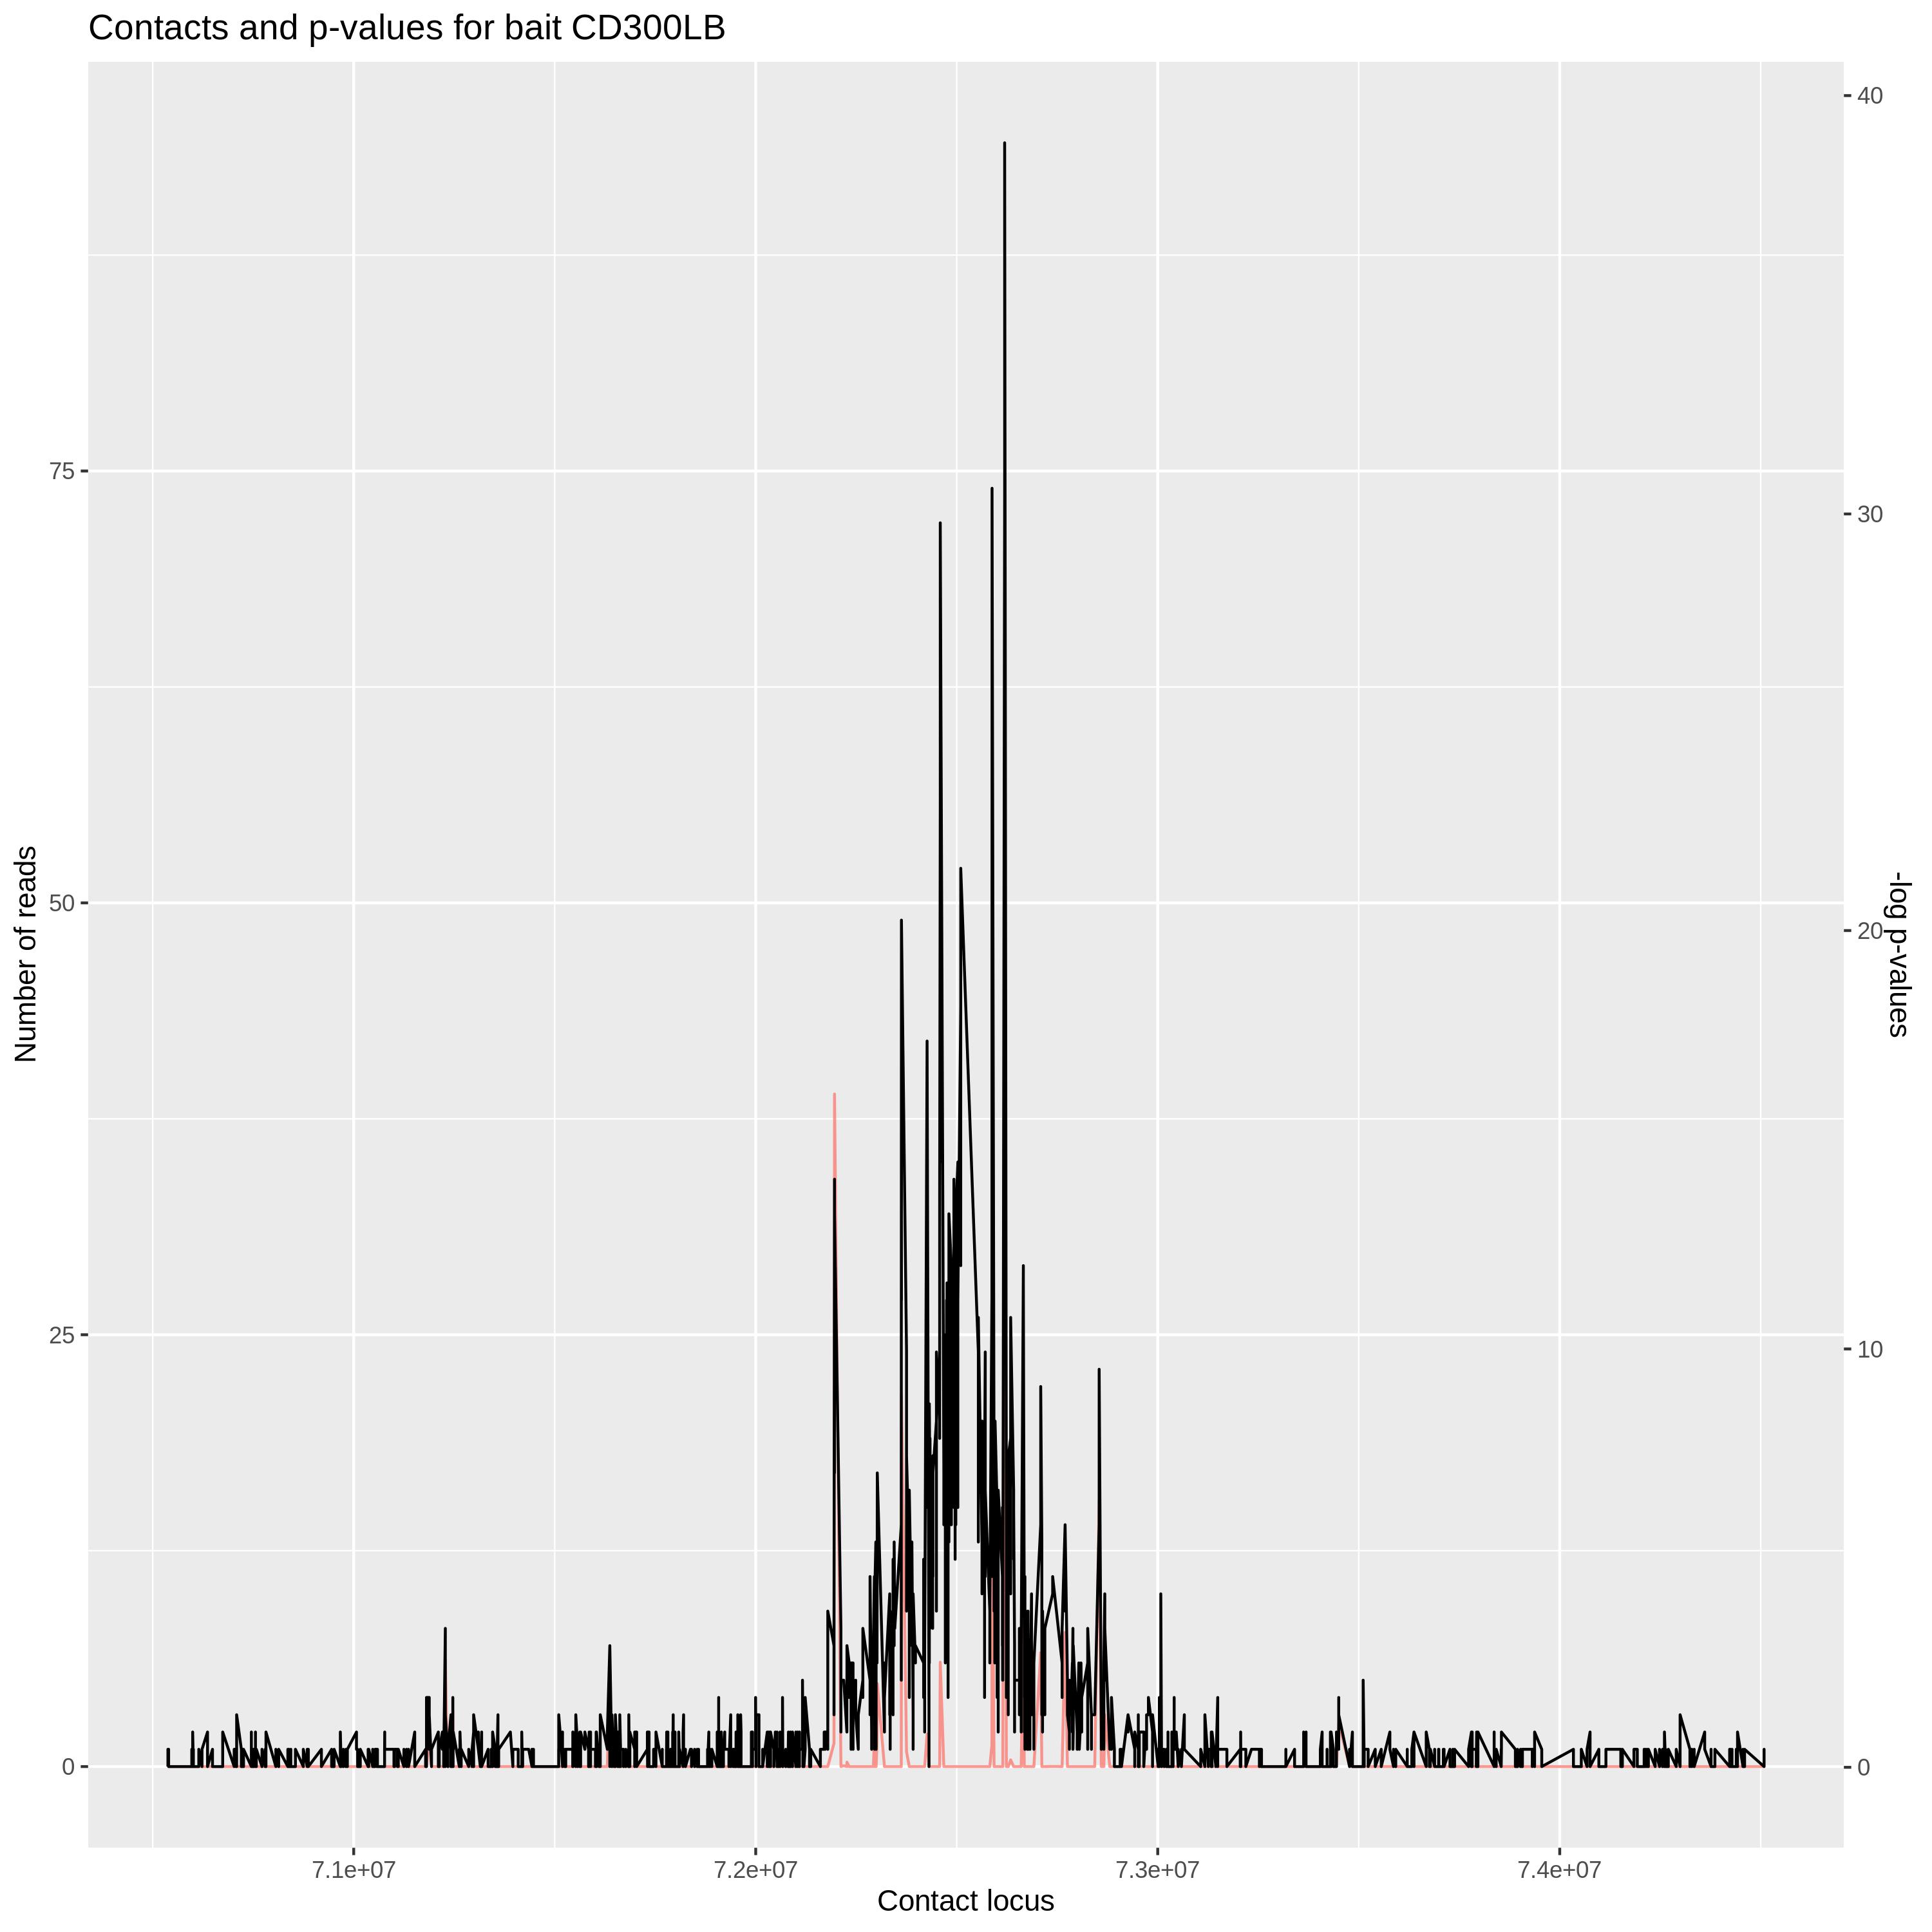 Contacts and p-values for bait CD300LB
Number of reads
75
50
25
0
40
30
20
10
0
-log p-values
7.1e+07 7.2e+07 7.3e+07 7.4e+07
Contact locus